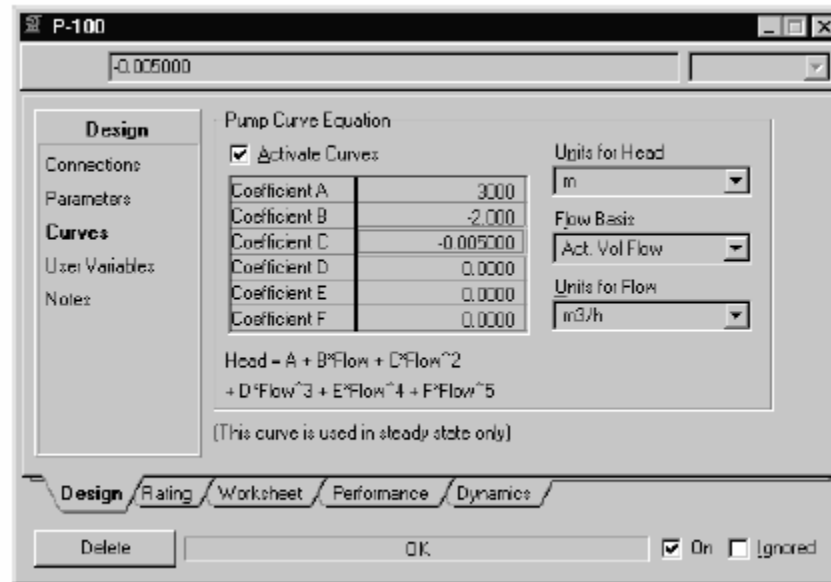 P-100
-0.005000
Design
Connections
Parameters
Curves
User Variables
Notes
Pump Curve Equation
Activate Curves
Coefficient A 3000
Coefficient B -2.000
Coefficient C -0.005000
Coefficient D 0.0000
Coefficient E 0.0000
Coefficient F 0.0000
Units for Head
m
Flow Basis
Act. Vol Flow
Units for Flow
m3/h
Head = A + B*Flow + C*Flow^2
+ D*Flow^3 + E*Flow^4 + F*Flow^5
(This curve is used in steady state only)
Design Rating Worksheet Performance Dynamics
Delete OK On Ignored